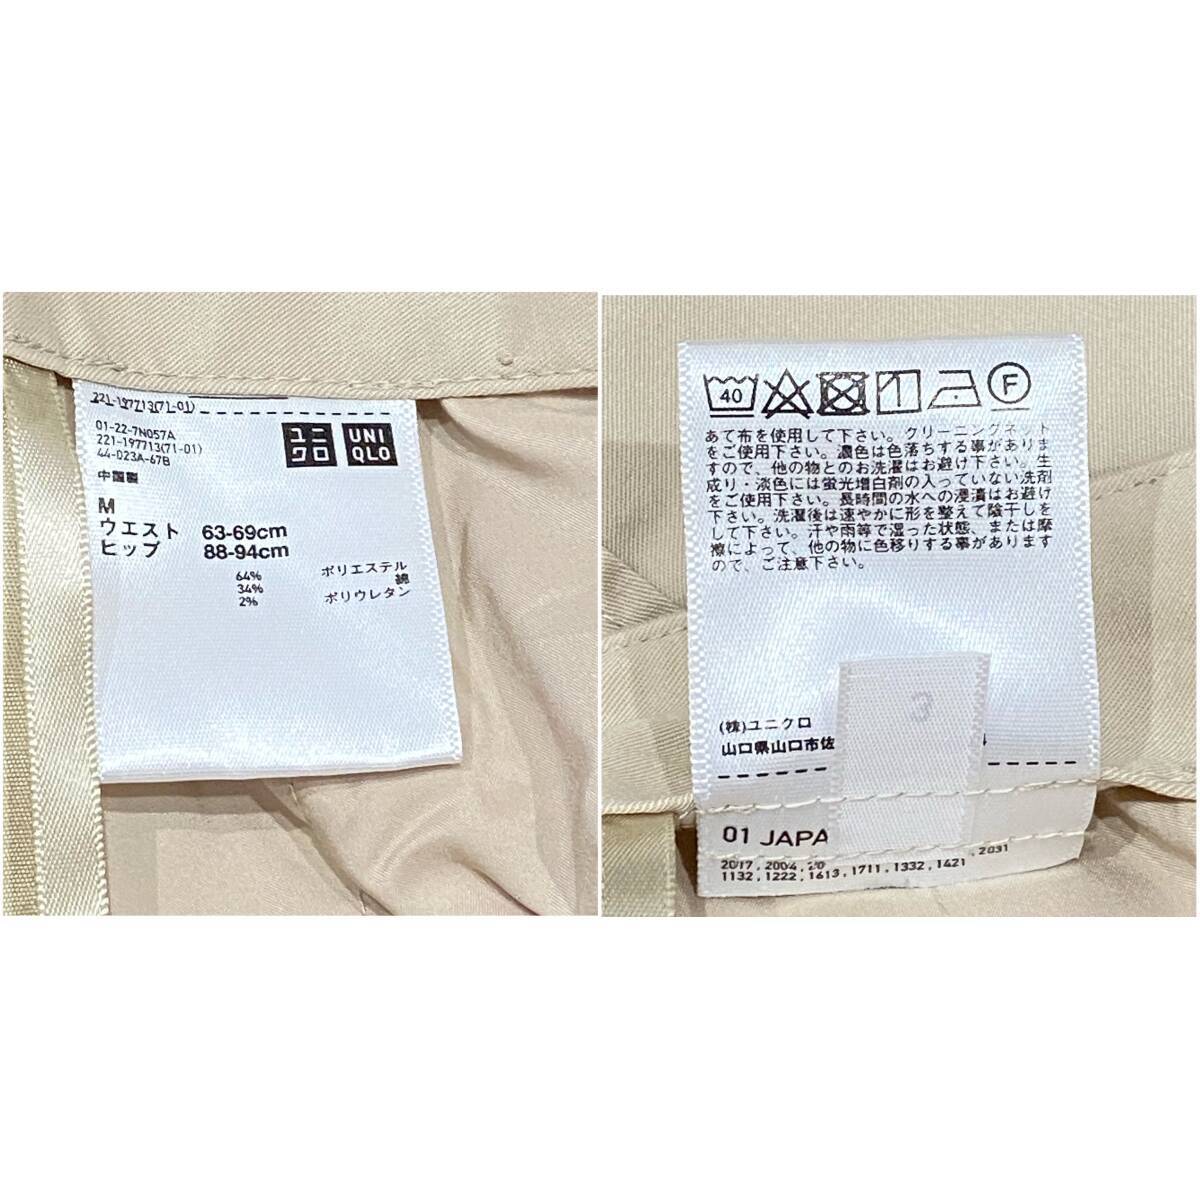 221-197713(71-01)
01-22-7N057A
221-197713(71-01)
44-023A-67B
中国製
ユニクロ
UNIQLO
M
ウエスト 63-69cm
ヒップ 88-94cm
64% ポリエステル
34% 綿
2% ポリウレタン
40
F
あて布を使用して下さい。クリーニングネット
をご使用下さい。濃色は色落ちする事がありま
すので、他の物とのお洗濯はお避け下さい。生
成り・淡色には蛍光増白剤の入っていない洗剤
をご使用下さい。長時間の水への浸漬はお避け
下さい。洗濯後は速やかに形を整えて陰干しを
して下さい。汗や雨等で湿った状態、または摩
擦によって、他の物に色移りする事があります
ので、ご注意下さい。
3
(株)ユニクロ
山口県山口市佐
01 JAPA
2017, 2004, 20 2031
1132, 1222, 1613, 1711, 1332, 1421